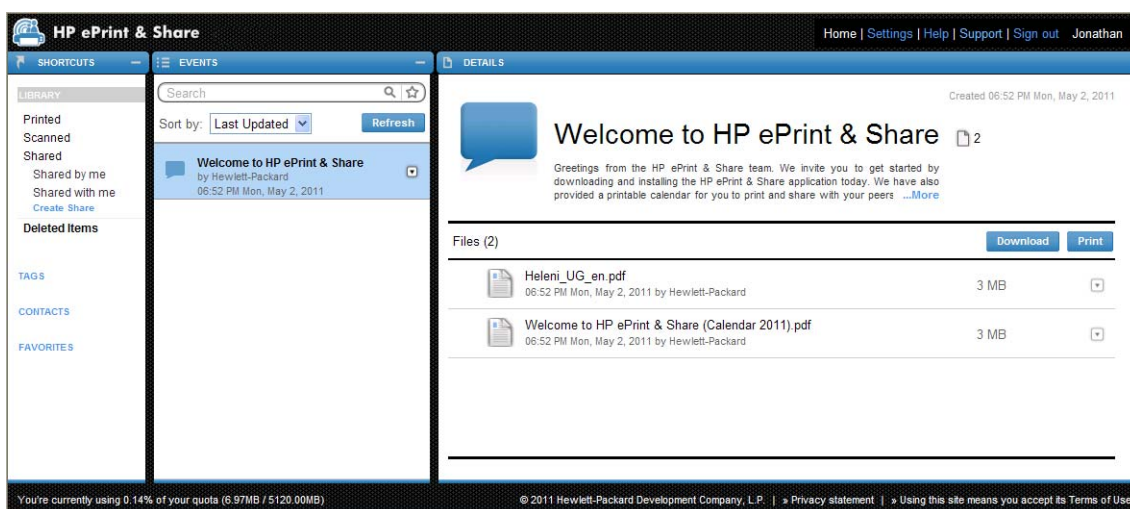 HP ePrint & Share
Home | Settings | Help | Support | Sign out Jonathan
SHORTCUTS
EVENTS
DETAILS
LIBRARY
Printed
Scanned
Shared
Shared by me
Shared with me
Create Share
Deleted Items
TAGS
CONTACTS
FAVORITES
Search
Sort by: Last Updated Refresh
Welcome to HP ePrint & Share
by Hewlett-Packard
06:52 PM Mon, May 2, 2011
Created 06:52 PM Mon, May 2, 2011
Welcome to HP ePrint & Share 2
Greetings from the HP ePrint & Share team. We invite you to get started by
downloading and installing the HP ePrint & Share application today. We have also
provided a printable calendar for you to print and share with your peers ...More
Files (2) Download Print
Heleni_UG_en.pdf
06:52 PM Mon, May 2, 2011 by Hewlett-Packard
3 MB
Welcome to HP ePrint & Share (Calendar 2011).pdf
06:52 PM Mon, May 2, 2011 by Hewlett-Packard
3 MB
You're currently using 0.14% of your quota (6.97MB / 5120.00MB)
© 2011 Hewlett-Packard Development Company, L.P. | » Privacy statement | » Using this site means you accept its Terms of Use